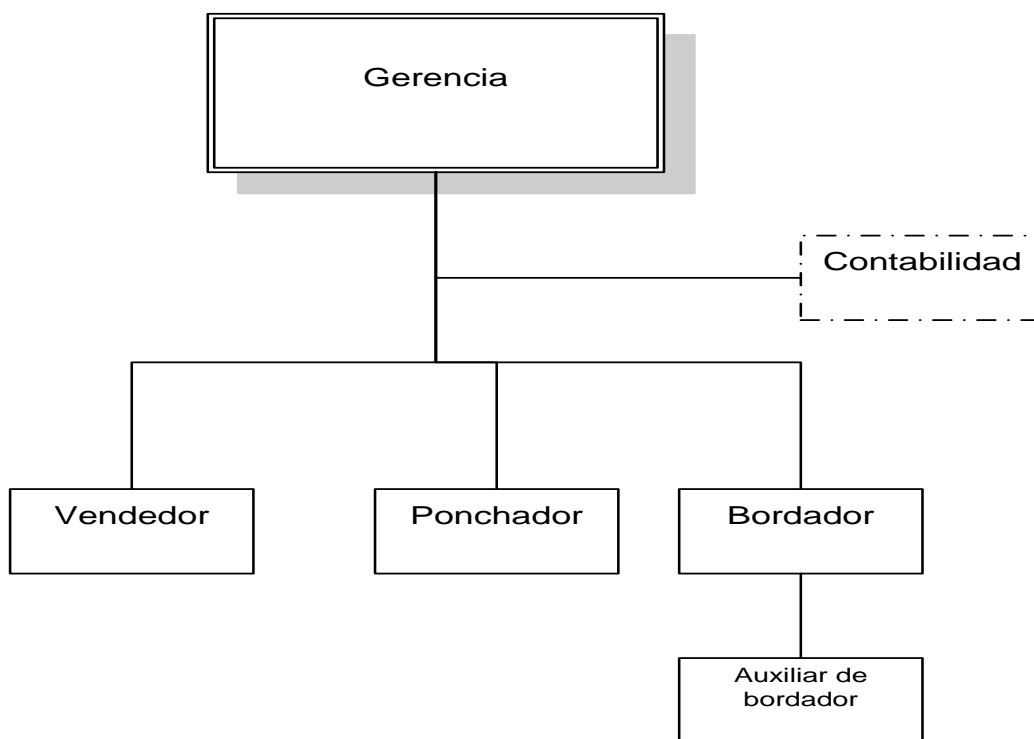 Gerencia
Contabilidad
Vendedor
Ponchador
Bordador
Auxiliar de
bordador